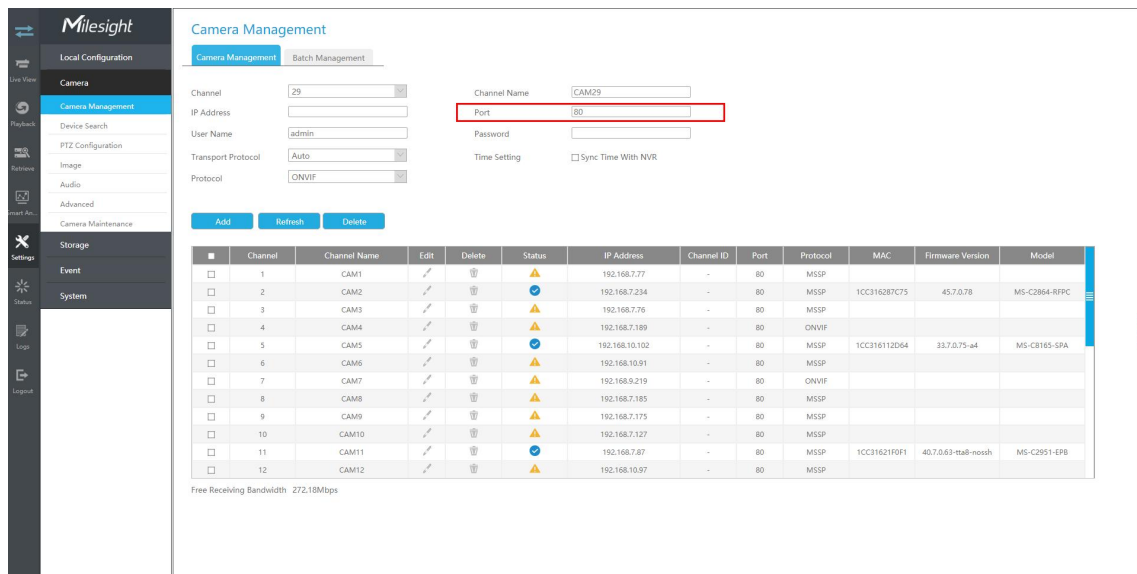 Milesight
Live View
Playback
Retrieve
Smart An...
Settings
Status
Logs
Logout
Local Configuration
Camera
Camera Management
Device Search
PTZ Configuration
Image
Audio
Advanced
Camera Maintenance
Storage
Event
System
Camera Management
Camera Management Batch Management
Channel 29 Channel Name CAM29
IP Address Port 80
User Name admin Password
Transport Protocol Auto Time Setting Sync Time With NVR
Protocol ONVIF
Add Refresh Delete
Channel Channel Name Edit Delete Status IP Address Channel ID Port Protocol MAC Firmware Version Model
1 CAM1 192.168.7.77 - 80 MSSP
2 CAM2 192.168.7.234 - 80 MSSP 1CC316287C75 45.7.0.78 MS-C2864-RFPC
3 CAM3 192.168.7.76 - 80 MSSP
4 CAM4 192.168.7.189 - 80 ONVIF
5 CAM5 192.168.10.102 - 80 MSSP 1CC316112D64 33.7.0.75-a4 MS-C8165-SPA
6 CAM6 192.168.10.91 - 80 MSSP
7 CAM7 192.168.9.219 - 80 ONVIF
8 CAM8 192.168.7.185 - 80 MSSP
9 CAM9 192.168.7.175 - 80 MSSP
10 CAM10 192.168.7.127 - 80 MSSP
11 CAM11 192.168.7.87 - 80 MSSP 1CC31621F0F1 40.7.0.63-tta8-nossh MS-C2951-EPB
12 CAM12 192.168.10.97 - 80 MSSP
Free Receiving Bandwidth 272.18Mbps